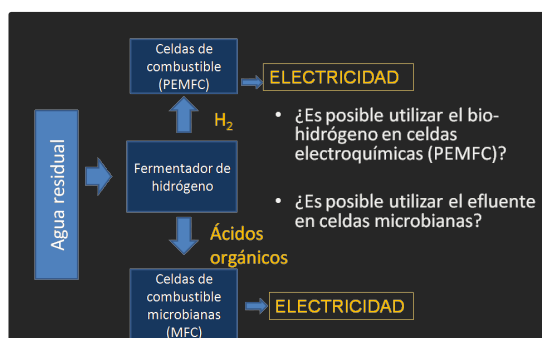 Celdas de
combustible
(PEMFC)
ELECTRICIDAD
H2
Agua residual
Fermentador de
hidrógeno
Ácidos
orgánicos
Celdas de
combustible
microbianas
(MFC)
ELECTRICIDAD
• ¿Es posible utilizar el bio-
hidrógeno en celdas
electroquímicas (PEMFC)?
• ¿Es posible utilizar el efluente
en celdas microbianas?